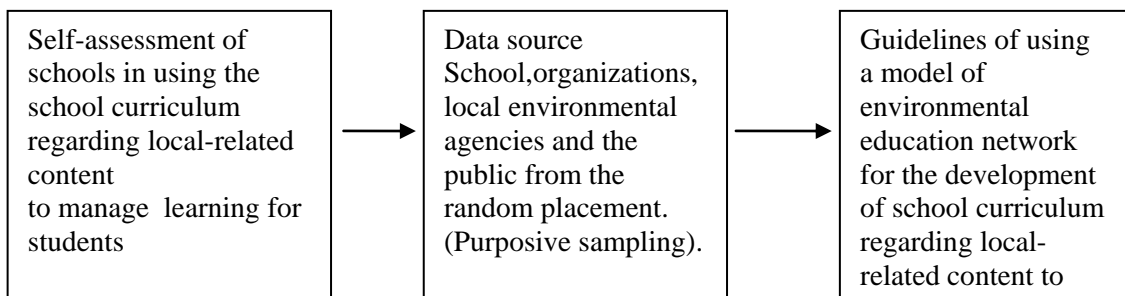 Self-assessment of
schools in using the
school curriculum
regarding local-related
content
to manage learning for
students
Data source
School,organizations,
local environmental
agencies and the
public from the
random placement.
(Purposive sampling).
Guidelines of using
a model of
environmental
education network
for the development
of school curriculum
regarding local-
related content to